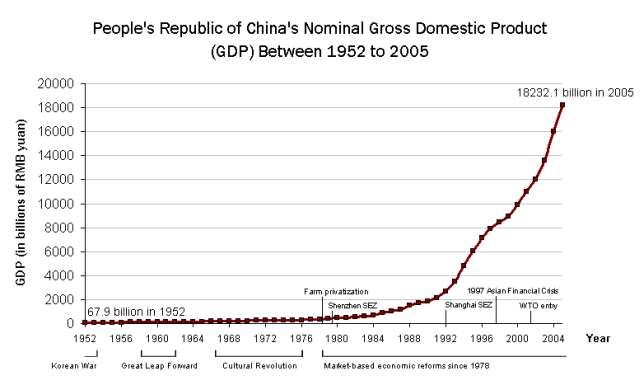 People's Republic of China's Nominal Gross Domestic Product
(GDP) Between 1952 to 2005
GDP (in billions of RMB yuan)
20000
18000
16000
14000
12000
10000
8000
6000
4000
2000
0
18232.1 billion in 2005
67.9 billion in 1952
Farm privatization
Shenzhen SEZ
1997 Asian Financial Crisis
Shanghai SEZ
WTO entry
1952 1956 1960 1964 1968 1972 1976 1980 1984 1988 1992 1996 2000 2004
Year
Korean War
Great Leap Forward
Cultural Revolution
Market-based economic reforms since 1978